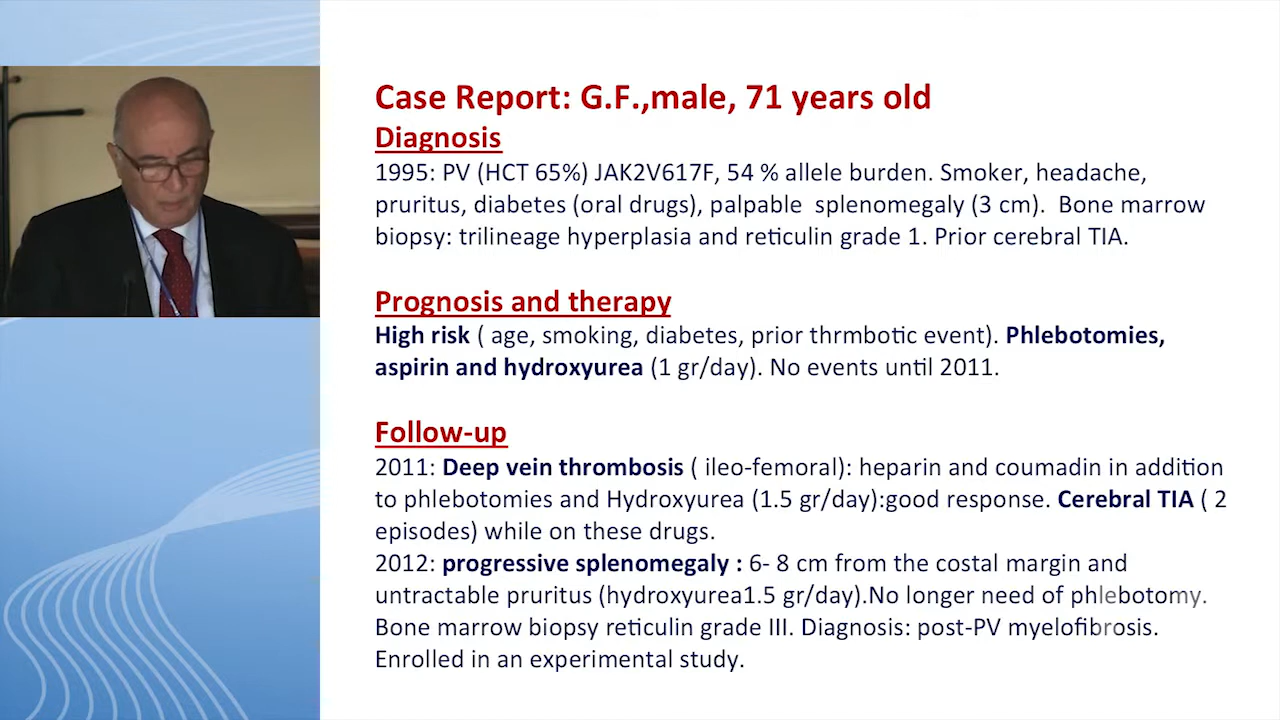 Case Report: G.F.,male, 71 years old
Diagnosis
1995: PV (HCT 65%) JAK2V617F, 54 % allele burden. Smoker, headache,
pruritus, diabetes (oral drugs), palpable splenomegaly (3 cm). Bone marrow
biopsy: trilineage hyperplasia and reticulin grade 1. Prior cerebral TIA.
Prognosis and therapy
High risk ( age, smoking, diabetes, prior thrmbotic event). Phlebotomies,
aspirin and hydroxyurea (1 gr/day). No events until 2011.
Follow-up
2011: Deep vein thrombosis ( ileo-femoral): heparin and coumadin in addition
to phlebotomies and Hydroxyurea (1.5 gr/day):good response. Cerebral TIA ( 2
episodes) while on these drugs.
2012: progressive splenomegaly : 6- 8 cm from the costal margin and
untractable pruritus (hydroxyurea1.5 gr/day).No longer need of phlebotomy.
Bone marrow biopsy reticulin grade III. Diagnosis: post-PV myelofibrosis.
Enrolled in an experimental study.